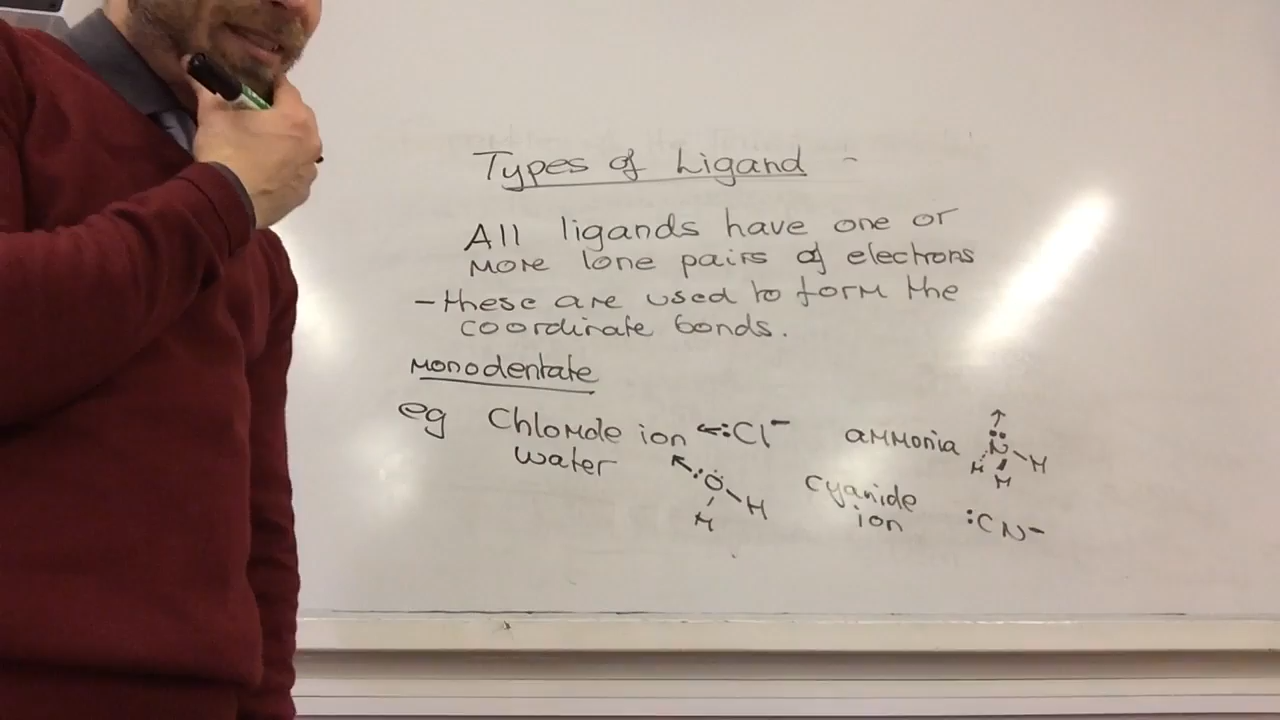 Types of Ligand -
All ligands have one or
more lone pairs of electrons
- these are used to form the
coordinate bonds.
Monodentate
eg Chloride ion ←:Cl⁻
water
:Ö
H
H
ammonia
N
H
H
H
cyanide
ion :CN⁻